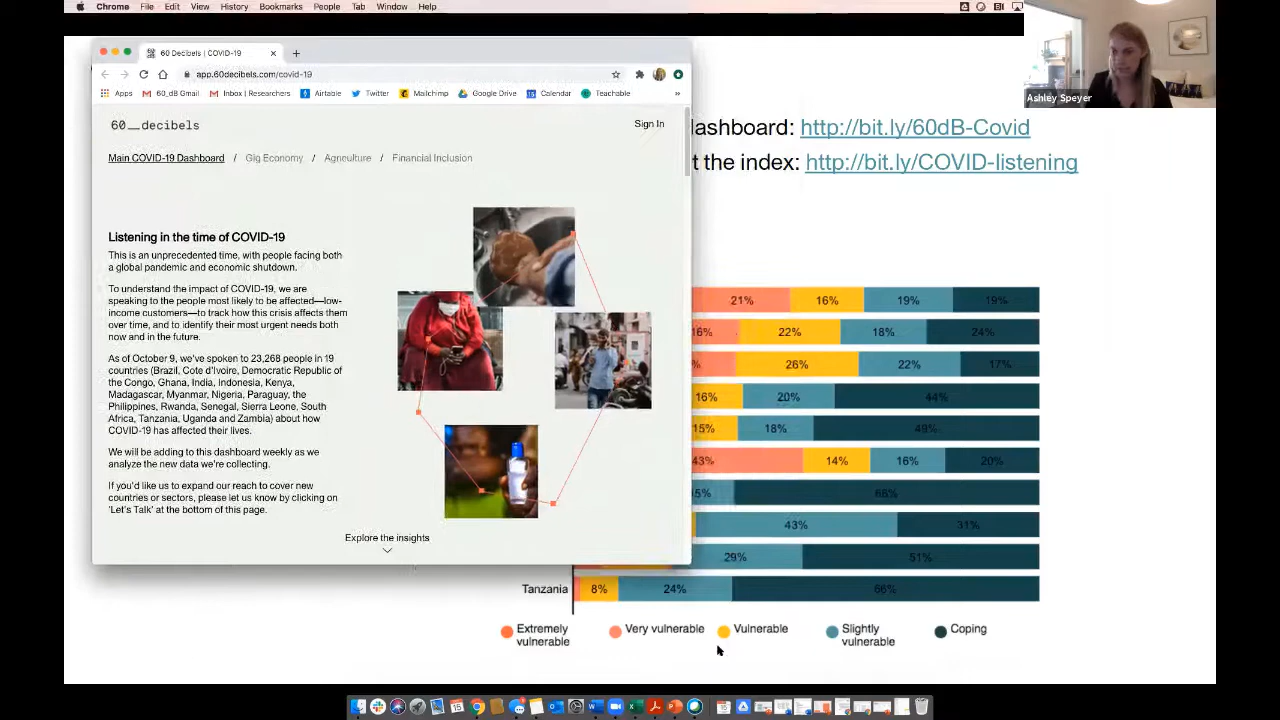 Chrome File Edit View History Bookmarks People Tab Window Help
60 Decibels | COVID-19
app.60decibels.com/covid-19
Apps 60_dB Gmail Inbox | Researchers Airtable Twitter Mailchimp Google Drive Calendar Teachable »
60__decibels
Sign In
Main COVID-19 Dashboard / Gig Economy / Agriculture / Financial Inclusion
Listening in the time of COVID-19
This is an unprecedented time, with people facing both
a global pandemic and economic shutdown.
To understand the impact of COVID-19, we are
speaking to the people most likely to be affected—low-
income customers—to track how this crisis affects them
over time, and to identify their most urgent needs both
now and in the future.
As of October 9, we've spoken to 23,268 people in 19
countries (Brazil, Cote d'Ivoire, Democratic Republic of
the Congo, Ghana, India, Indonesia, Kenya,
Madagascar, Myanmar, Nigeria, Paraguay, the
Philippines, Rwanda, Senegal, Sierra Leone, South
Africa, Tanzania, Uganda and Zambia) about how
COVID-19 has affected their lives.
We will be adding to this dashboard weekly as we
analyze the new data we're collecting.
If you'd like us to expand our reach to cover new
countries or sectors, please let us know by clicking on
'Let's Talk' at the bottom of this page.
Explore the insights
Ashley Speyer
dashboard: http://bit.ly/60dB-Covid
t the index: http://bit.ly/COVID-listening
21% 16% 19% 19%
16% 22% 18% 24%
% 26% 22% 17%
16% 20% 44%
15% 18% 49%
43% 14% 16% 20%
66%
43% 31%
29% 51%
Tanzania 8% 24% 66%
Extremely
vulnerable
Very vulnerable
Vulnerable
Slightly
vulnerable
Coping